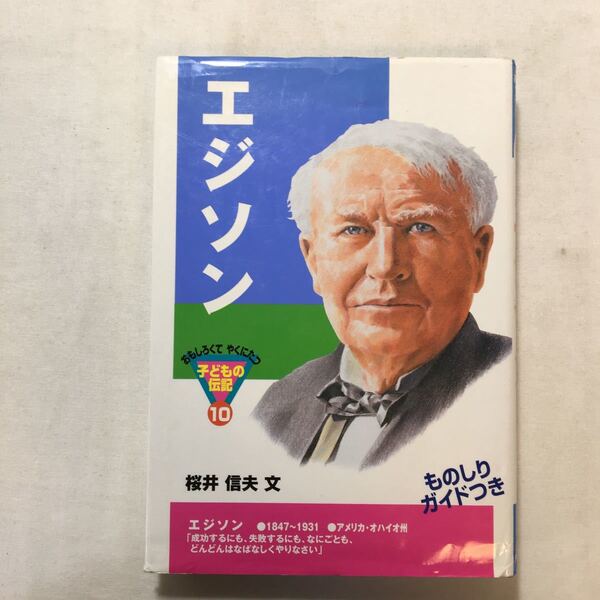 エジソン
おもしろくて やくにたつ
子どもの
伝記
10
桜井 信夫 文
ものしり
ガイドつき
エジソン ●1847〜1931 ●アメリカ・オハイオ州
「成功するにも、失敗するにも、なにごとも、
どんどんはなばなしくやりなさい」